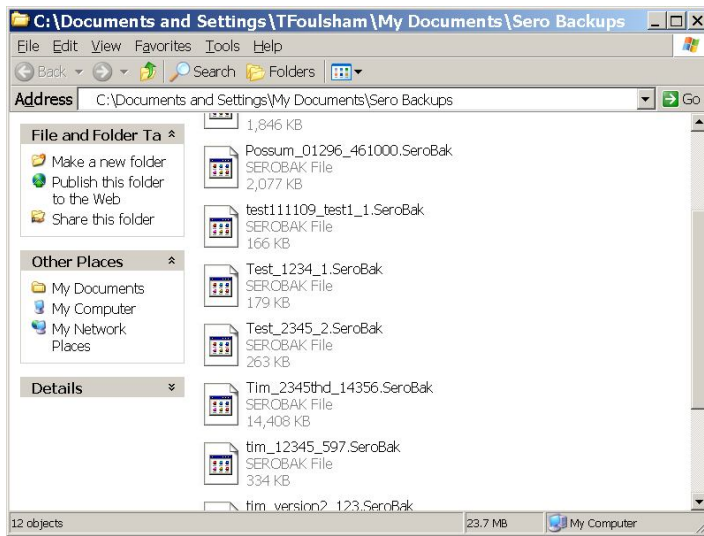 C:\Documents and Settings\TFoulsham\My Documents\Sero Backups
File Edit View Favorites Tools Help
Back Search Folders
Address C:\Documents and Settings\My Documents\Sero Backups Go
File and Folder Ta
Make a new folder
Publish this folder
to the Web
Share this folder
Other Places
My Documents
My Computer
My Network
Places
Details
1,846 KB
Possum_01296_461000.SeroBak
SEROBAK File
2,077 KB
test111109_test1_1.SeroBak
SEROBAK File
166 KB
Test_1234_1.SeroBak
SEROBAK File
179 KB
Test_2345_2.SeroBak
SEROBAK File
263 KB
Tim_2345thd_14356.SeroBak
SEROBAK File
14,408 KB
tim_12345_597.SeroBak
SEROBAK File
334 KB
tim_version2_123.SeroBak
12 objects 23.7 MB My Computer